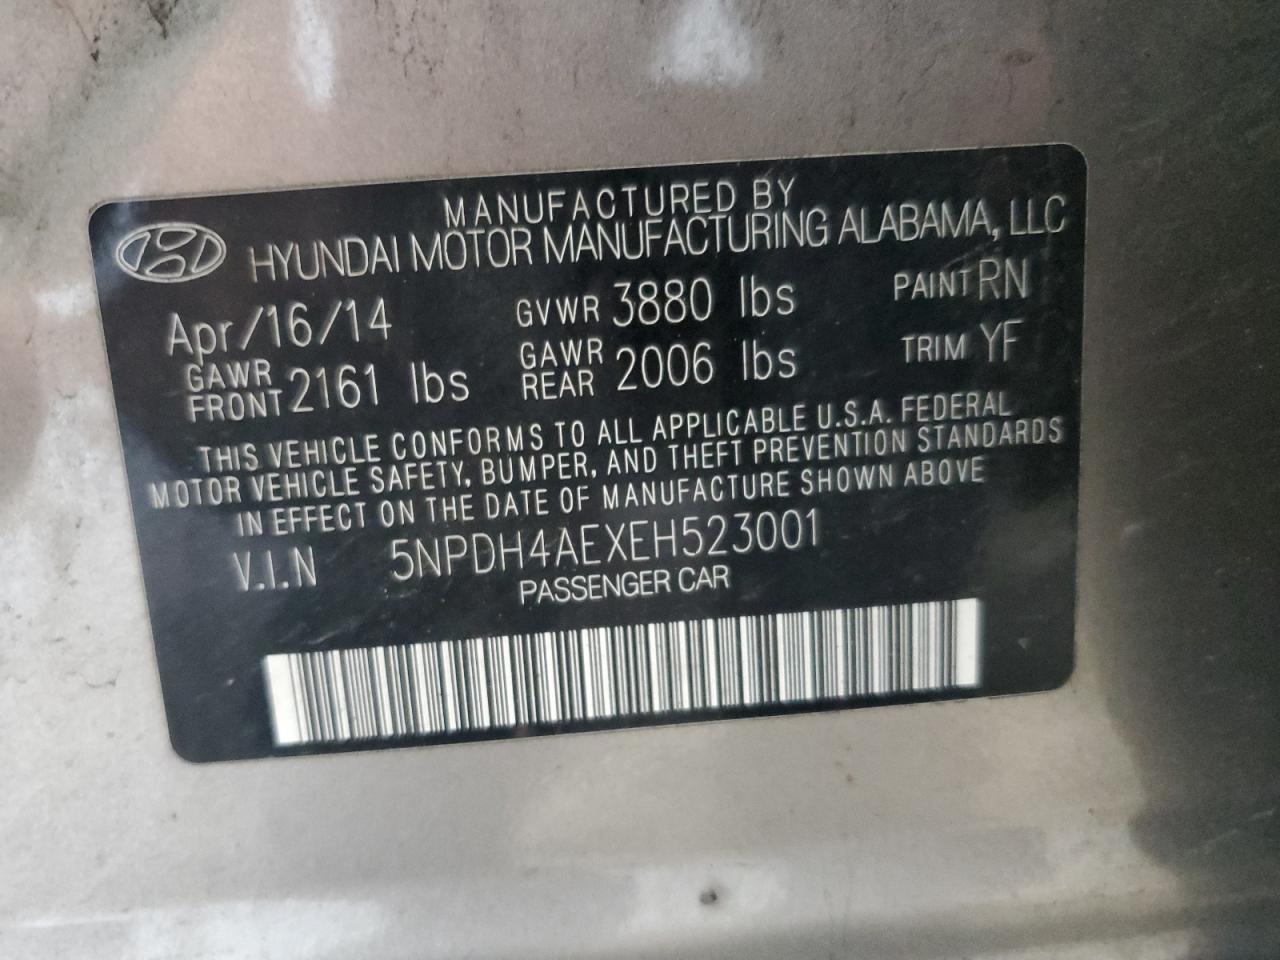 MANUFACTURED BY
HYUNDAI MOTOR MANUFACTURING ALABAMA, LLC
Apr/16/14 GVWR 3880 lbs PAINT RN
GAWR FRONT 2161 lbs GAWR REAR 2006 lbs TRIM YF
THIS VEHICLE CONFORMS TO ALL APPLICABLE U.S.A. FEDERAL
MOTOR VEHICLE SAFETY, BUMPER, AND THEFT PREVENTION STANDARDS
IN EFFECT ON THE DATE OF MANUFACTURE SHOWN ABOVE
V.I.N 5NPDH4AEXEH523001
PASSENGER CAR